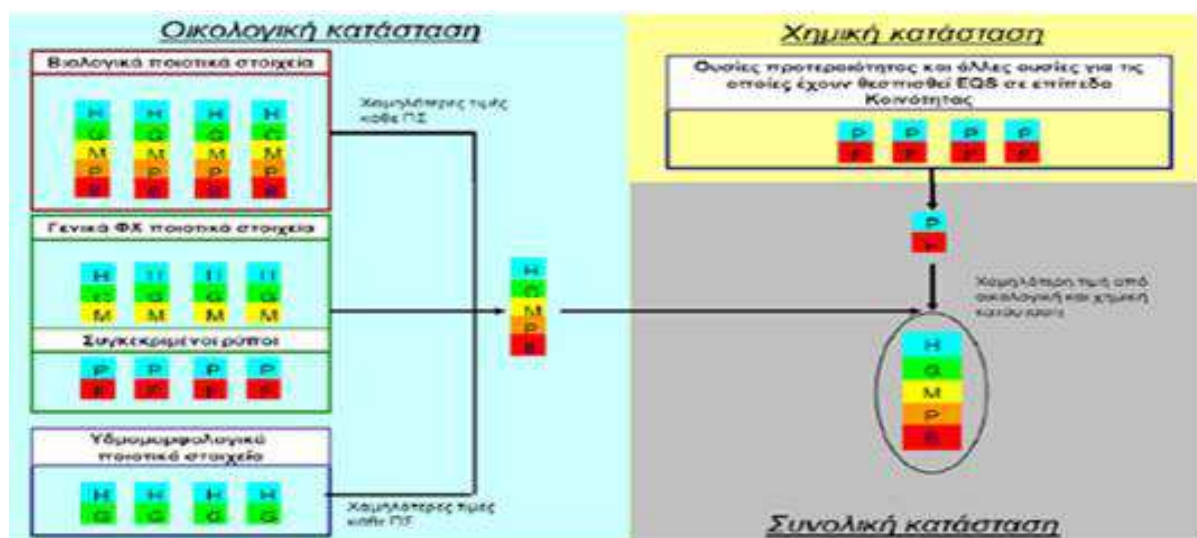 Οικολογική κατάσταση
Βιολογικά ποιοτικά στοιχεία
H H H H
G G G G
M M M M
P P P P
B B B B
Χαμηλότερες τιμές
κάθε ΠΣ
Γενικά ΦΧ ποιοτικά στοιχεία
H H H H
G G G G
M M M M
Συγκεκριμένοι ρύποι
P P P P
F F F F
Υδρομορφολογικά
ποιοτικά στοιχεία
H H H H
G G G G
Χαμηλότερες τιμές
κάθε ΠΣ
H
G
M
P
B
Χημική κατάσταση
Ουσίες προτεραιότητας και άλλες ουσίες για τις
οποίες έχουν θεσπισθεί EQS σε επίπεδο
Κοινότητας
P P P P
F F F F
P
Χαμηλότερη τιμή από
οικολογική και χημική
κατάσταση
H
G
M
P
B
Συνολική κατάσταση